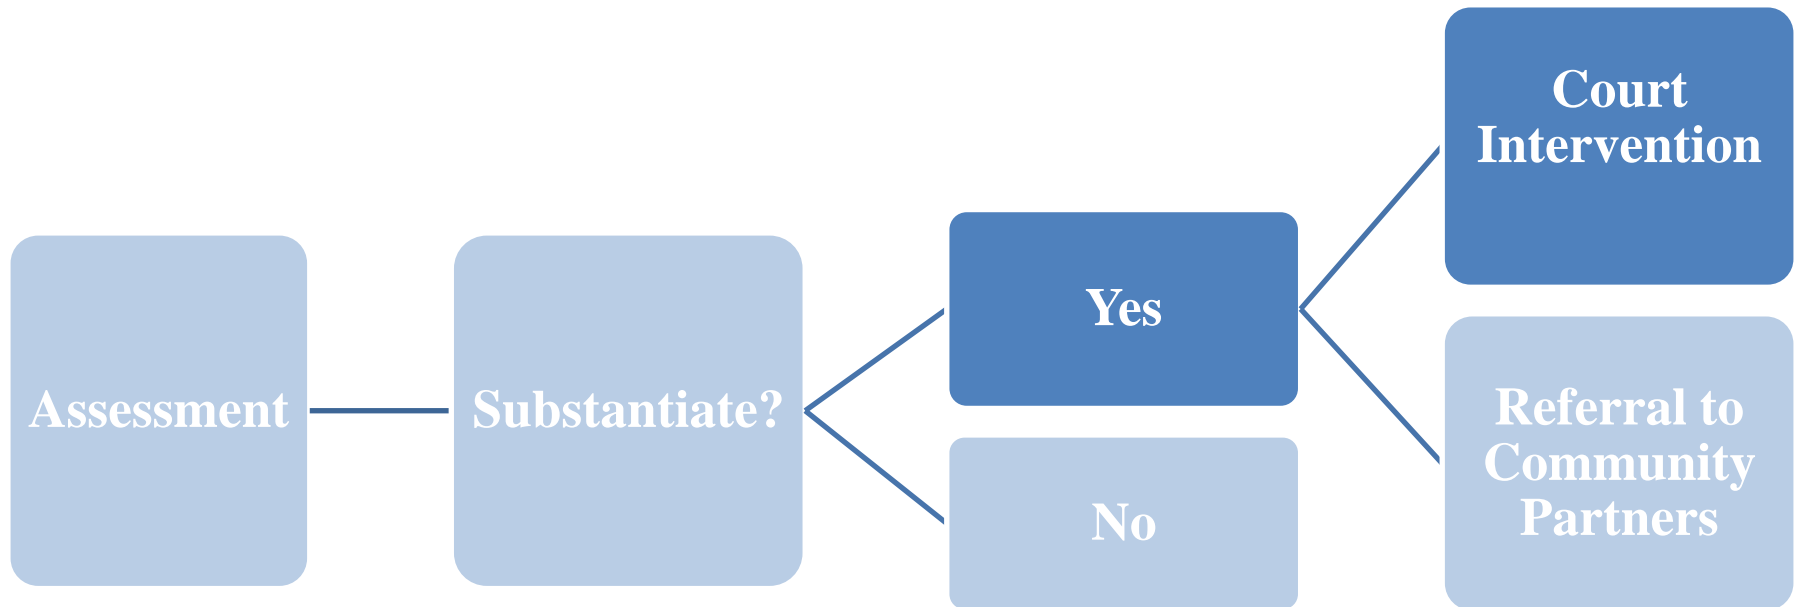 Assessment
Substantiate?
Yes
No
Court
Intervention
Referral to
Community
Partners